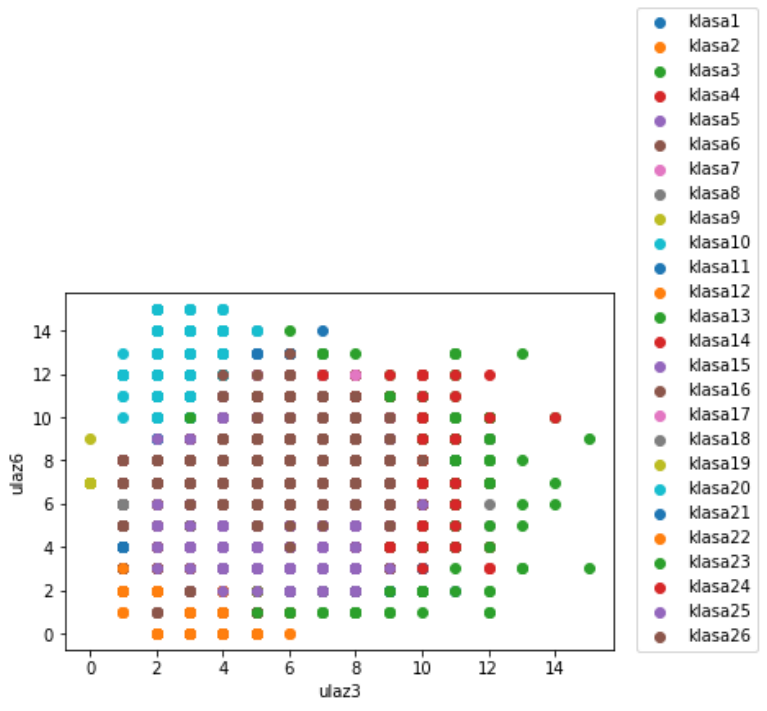 klasa1
klasa2
klasa3
klasa4
klasa5
klasa6
klasa7
klasa8
klasa9
klasa10
klasa11
klasa12
klasa13
klasa14
klasa15
klasa16
klasa17
klasa18
klasa19
klasa20
klasa21
klasa22
klasa23
klasa24
klasa25
klasa26
14
12
10
8
6
4
2
0
ulaz6
0 2 4 6 8 10 12 14
ulaz3